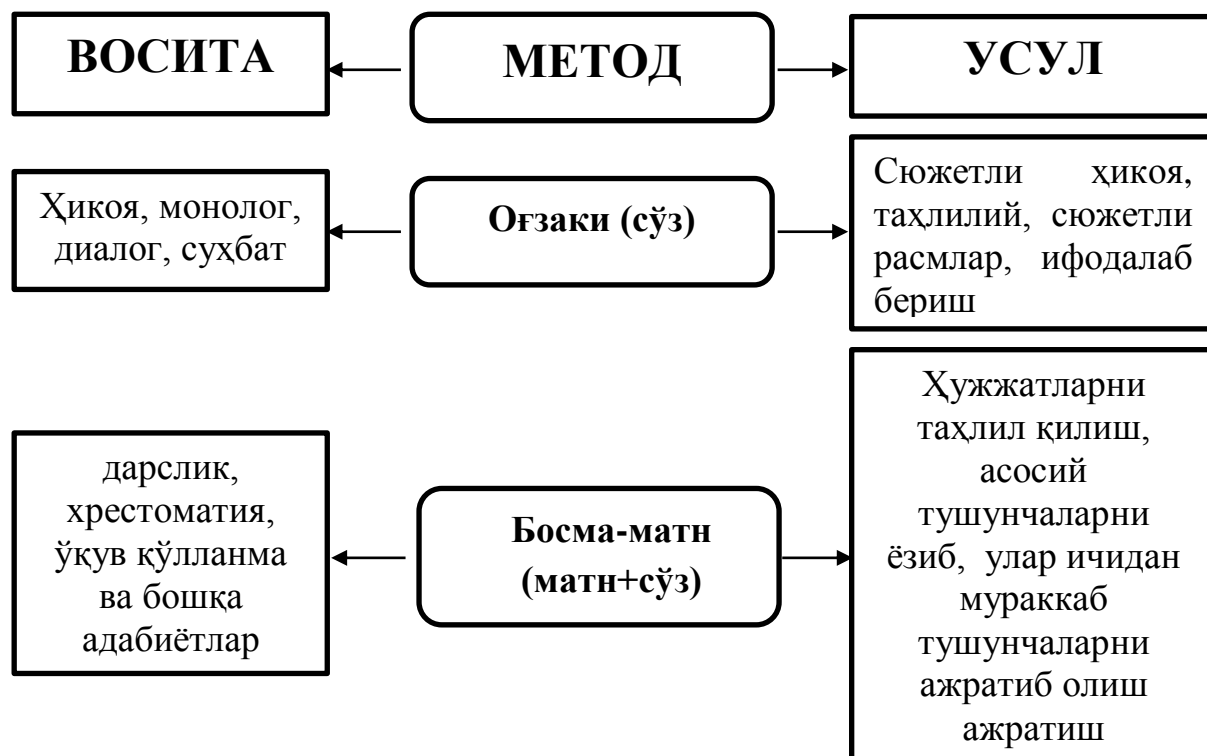 ВОСИТА
МЕТОД
УСУЛ
Ҳикоя, монолог,
диалог, суҳбат
Оғзаки (сўз)
Сюжетли ҳикоя,
таҳлилий, сюжетли
расмлар, ифодалаб
бериш
дарслик,
хрестоматия,
ўқув қўлланма
ва бошқа
адабиётлар
Босма-матн
(матн+сўз)
Ҳужжатларни
таҳлил қилиш,
асосий
тушунчаларни
ёзиб, улар ичидан
мураккаб
тушунчаларни
ажратиб олиш
ажратиш